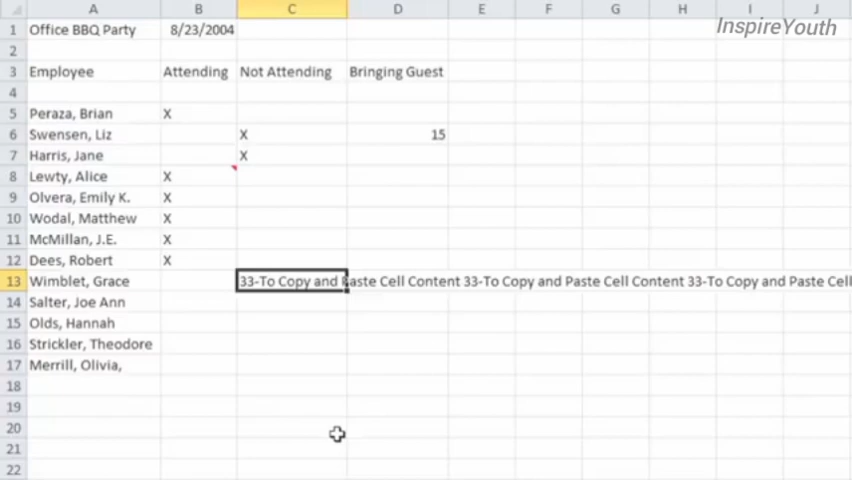 A B C D E F G H I J
InspireYouth
1 Office BBQ Party 8/23/2004
2
3 Employee Attending Not Attending Bringing Guest
4
5 Peraza, Brian X
6 Swensen, Liz X 15
7 Harris, Jane X
8 Lewty, Alice X
9 Olvera, Emily K. X
10 Wodal, Matthew X
11 McMillan, J.E. X
12 Dees, Robert X
13 Wimblet, Grace 33-To Copy and Paste Cell Content 33-To Copy and Paste Cell Content 33-To Copy and Paste Cell
14 Salter, Joe Ann
15 Olds, Hannah
16 Strickler, Theodore
17 Merrill, Olivia,
18
19
20
21
22